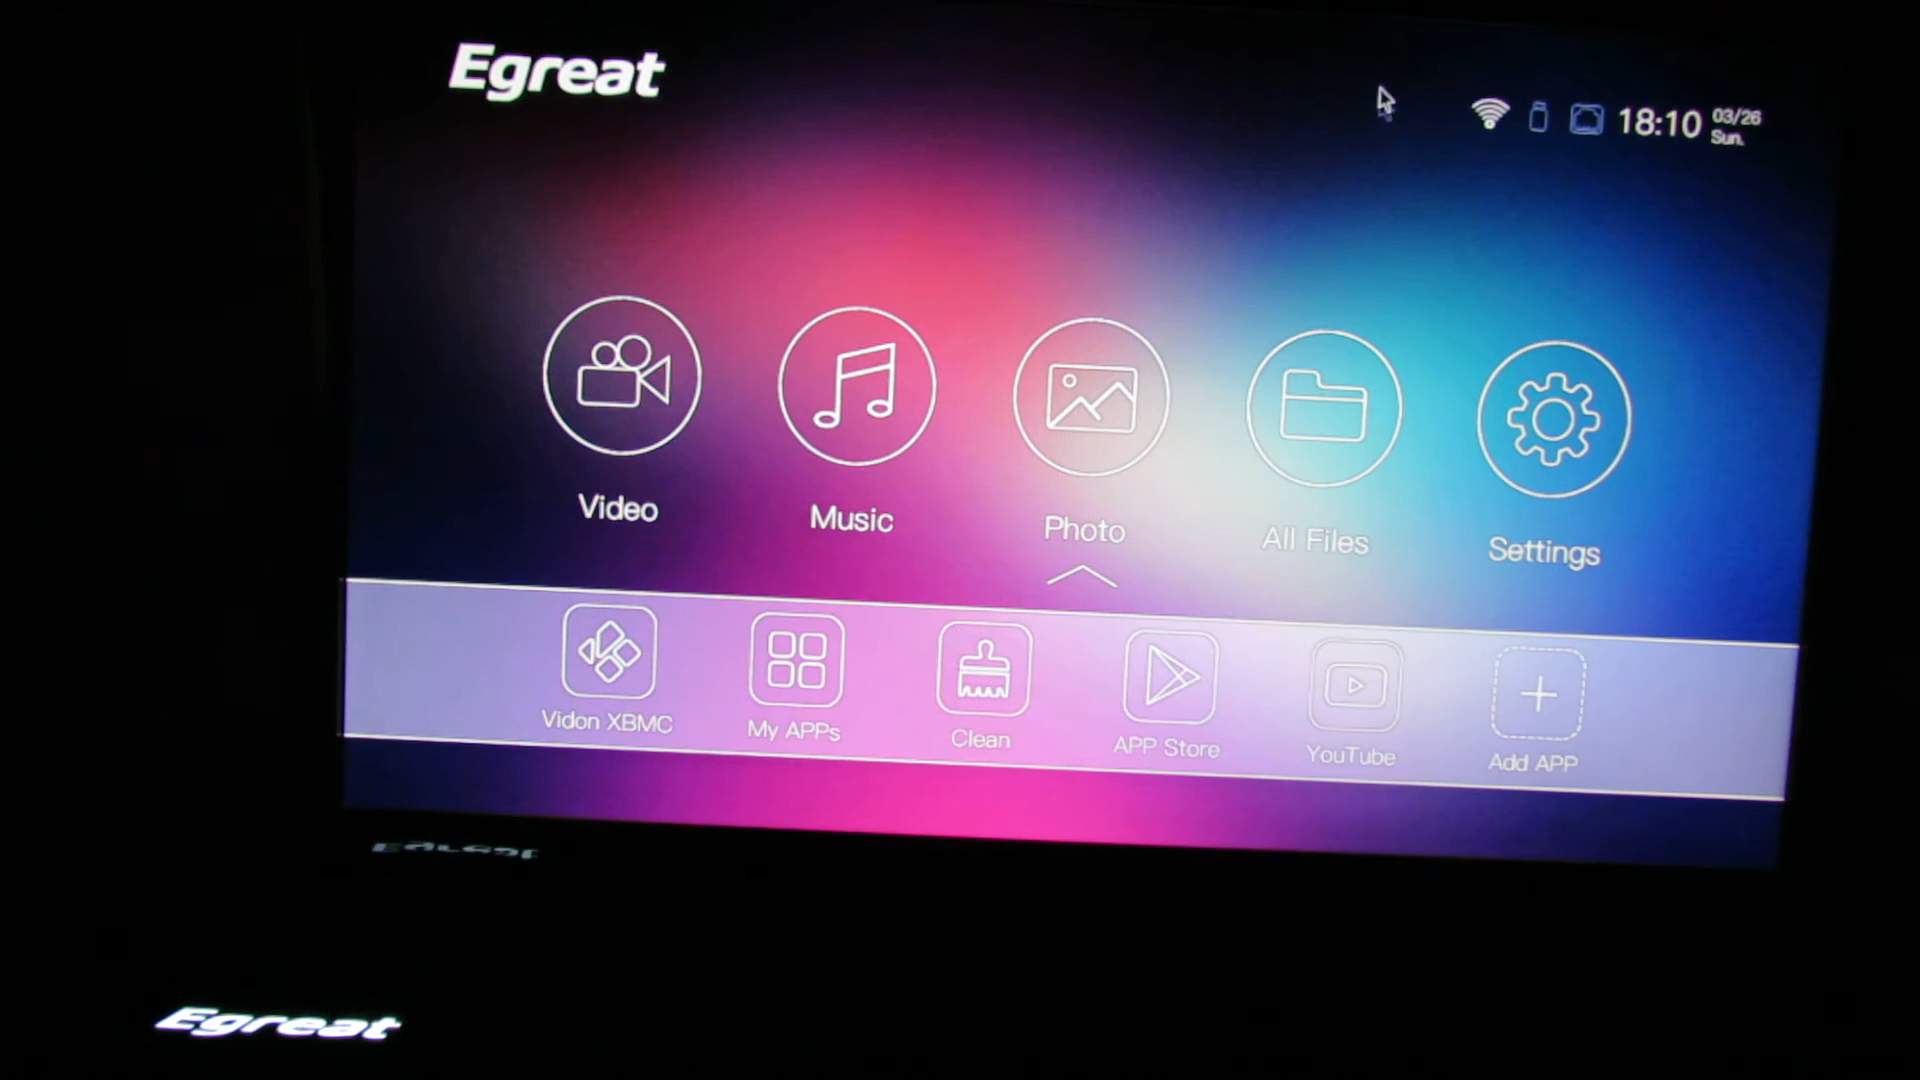 Egreat
18:10 03/26
Sun.
Video Music Photo All Files Settings
Vidon XBMC My APPs Clean APP Store YouTube Add APP
Egreat